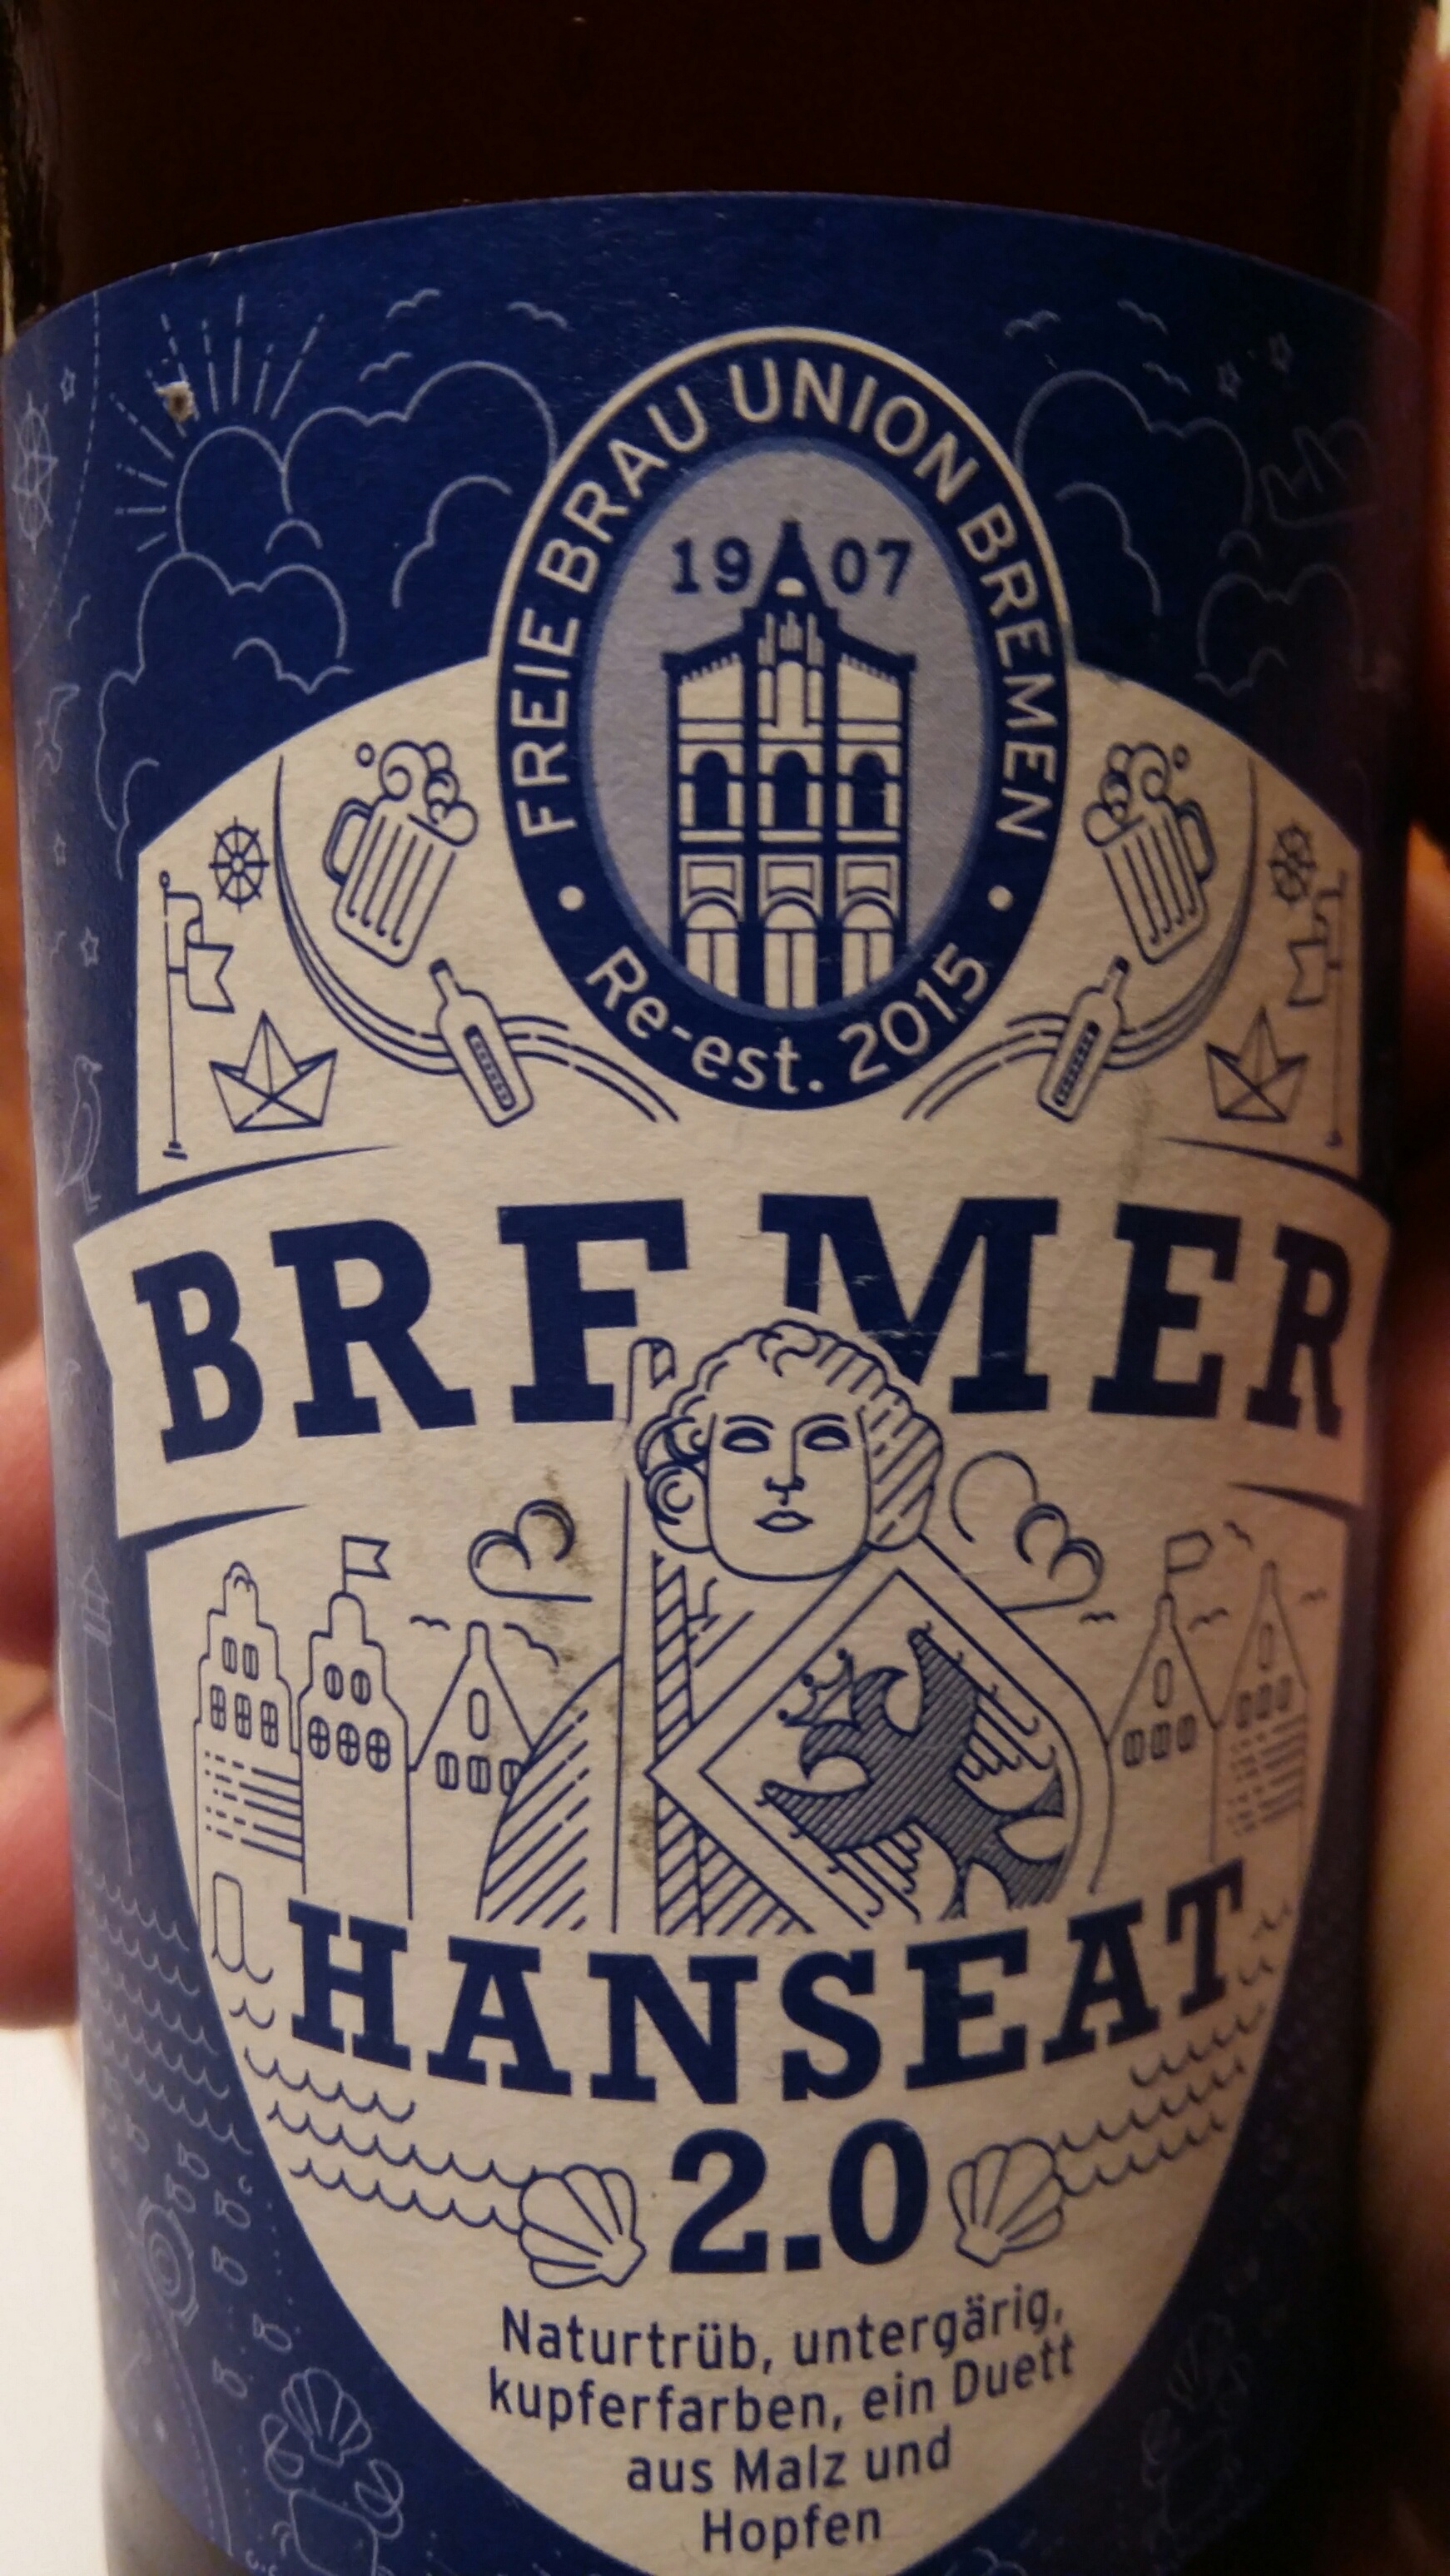 FREIE BRAU UNION BREMEN
19 07
Re-est. 2015
BREMER
HANSEAT
2.0
Naturtrüb, untergärig,
kupferfarben, ein Duett
aus Malz und
Hopfen